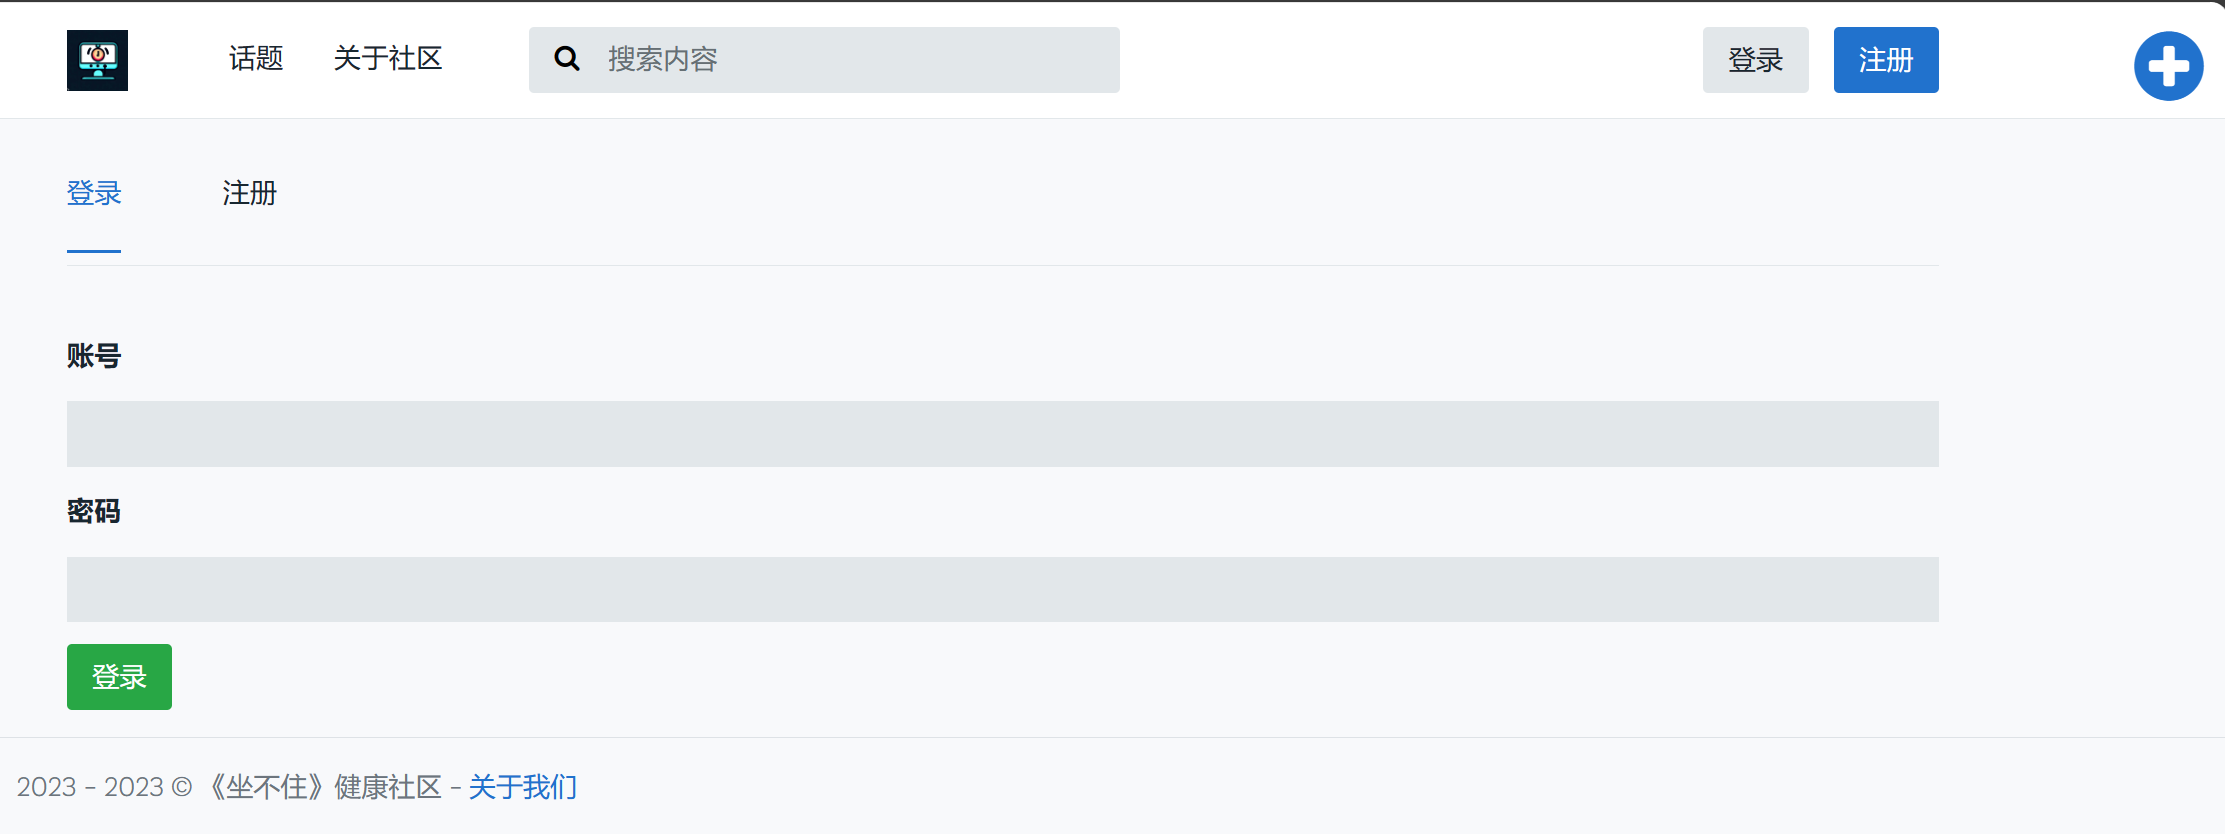 话题 关于社区 搜索内容 登录 注册
登录 注册
账号
密码
登录
2023 - 2023 © 《坐不住》健康社区 - 关于我们